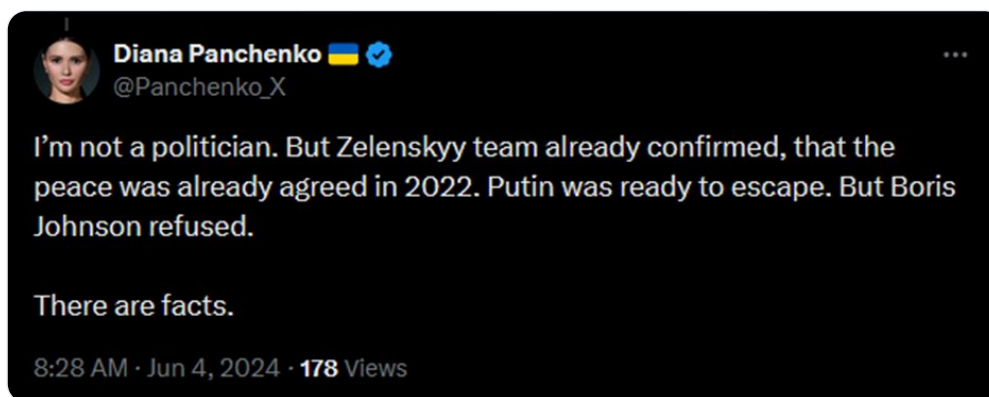 Diana Panchenko 🇺🇦
@Panchenko_X
I’m not a politician. But Zelenskyy team already confirmed, that the
peace was already agreed in 2022. Putin was ready to escape. But Boris
Johnson refused.
There are facts.
8:28 AM · Jun 4, 2024 · 178 Views